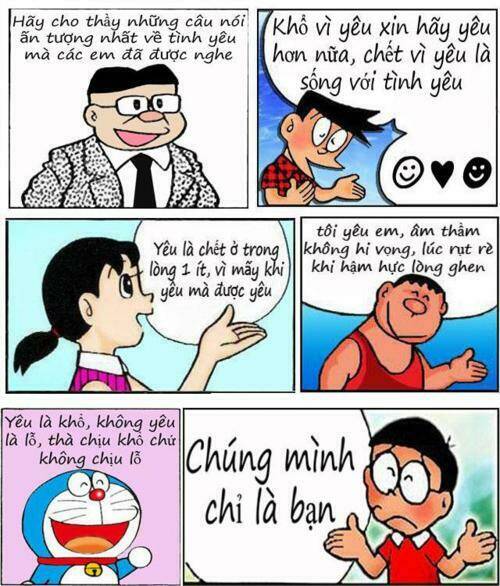 Hãy cho thầy những câu nói
ấn tượng nhất về tình yêu
mà các em đã được nghe
Khổ vì yêu xin hãy yêu
hơn nữa, chết vì yêu là
sống với tình yêu
Yêu là chết ở trong
lòng 1 ít, vì mấy khi
yêu mà được yêu
tôi yêu em, âm thầm
không hi vọng, lúc rụt rè
khi hậm hực lòng ghen
Yêu là khổ, không yêu
là lỗ, thà chịu khổ chứ
không chịu lỗ
Chúng mình
chỉ là bạn